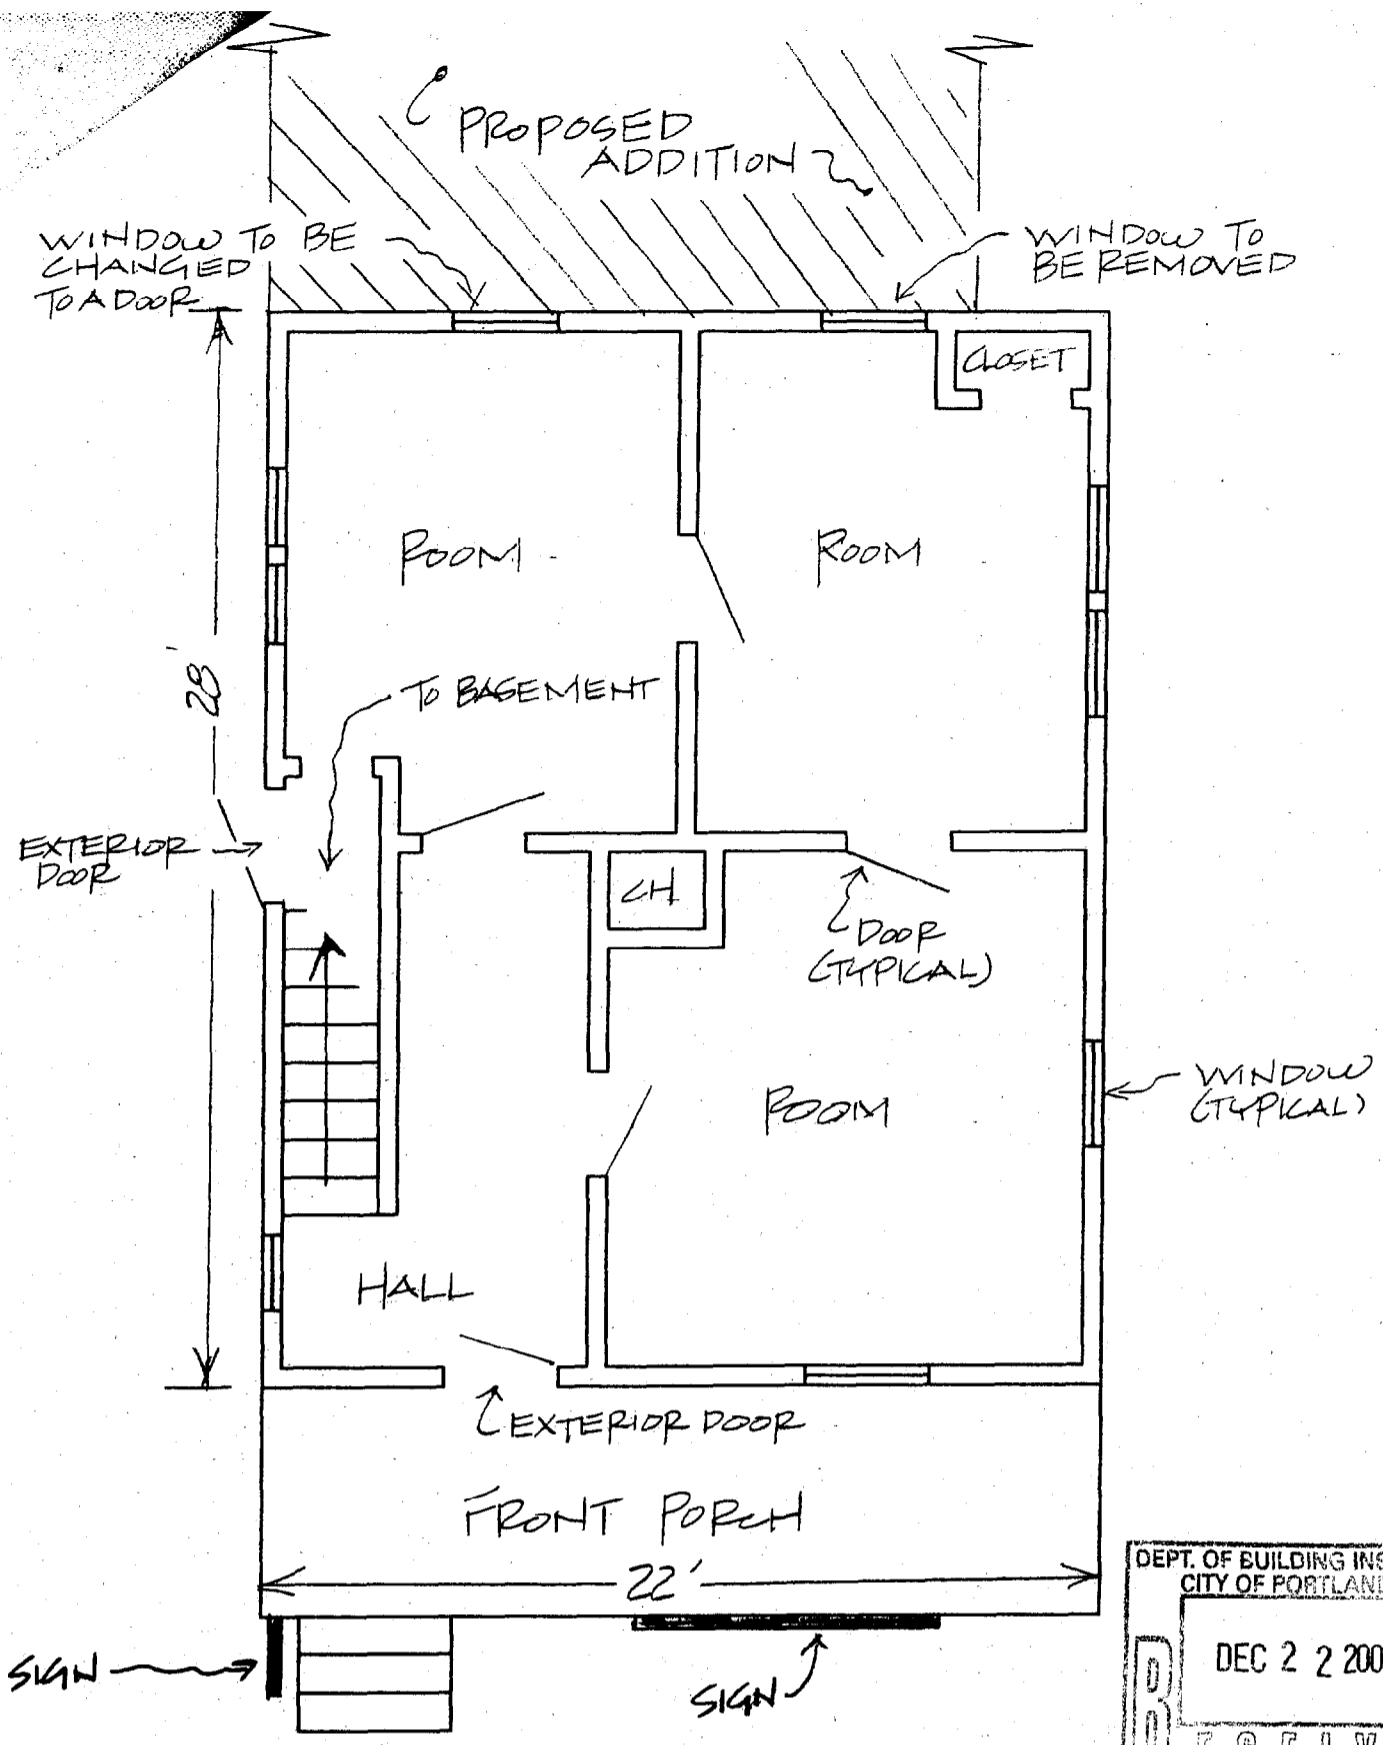 PROPOSED
ADDITION
WINDOW TO BE
CHANGED
TO A DOOR
WINDOW TO
BE REMOVED
CLOSET
ROOM
ROOM
28'
TO BASEMENT
EXTERIOR
DOOR
CH
DOOR
(TYPICAL)
WINDOW
(TYPICAL)
ROOM
HALL
EXTERIOR DOOR
FRONT PORCH
22'
SIGN
SIGN
DEPT. OF BUILDING INS
CITY OF PORTLAN
DEC 2 2 200